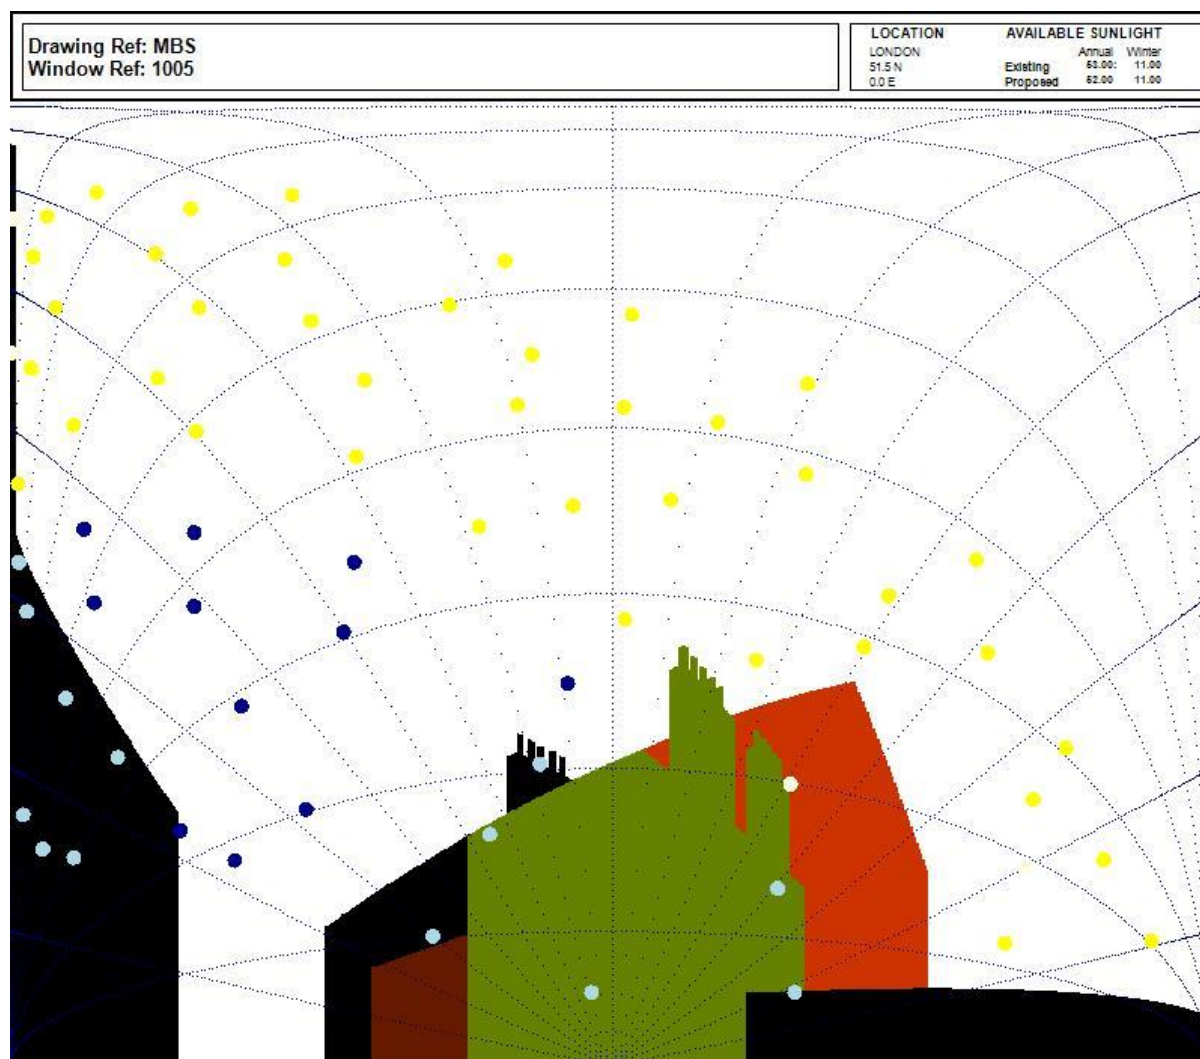 Drawing Ref: MBS
Window Ref: 1005
LOCATION
LONDON
51.5 N
0.0 E
AVAILABLE SUNLIGHT
Annual Winter
Existing 53.00: 11.00
Proposed 52.00 11.00